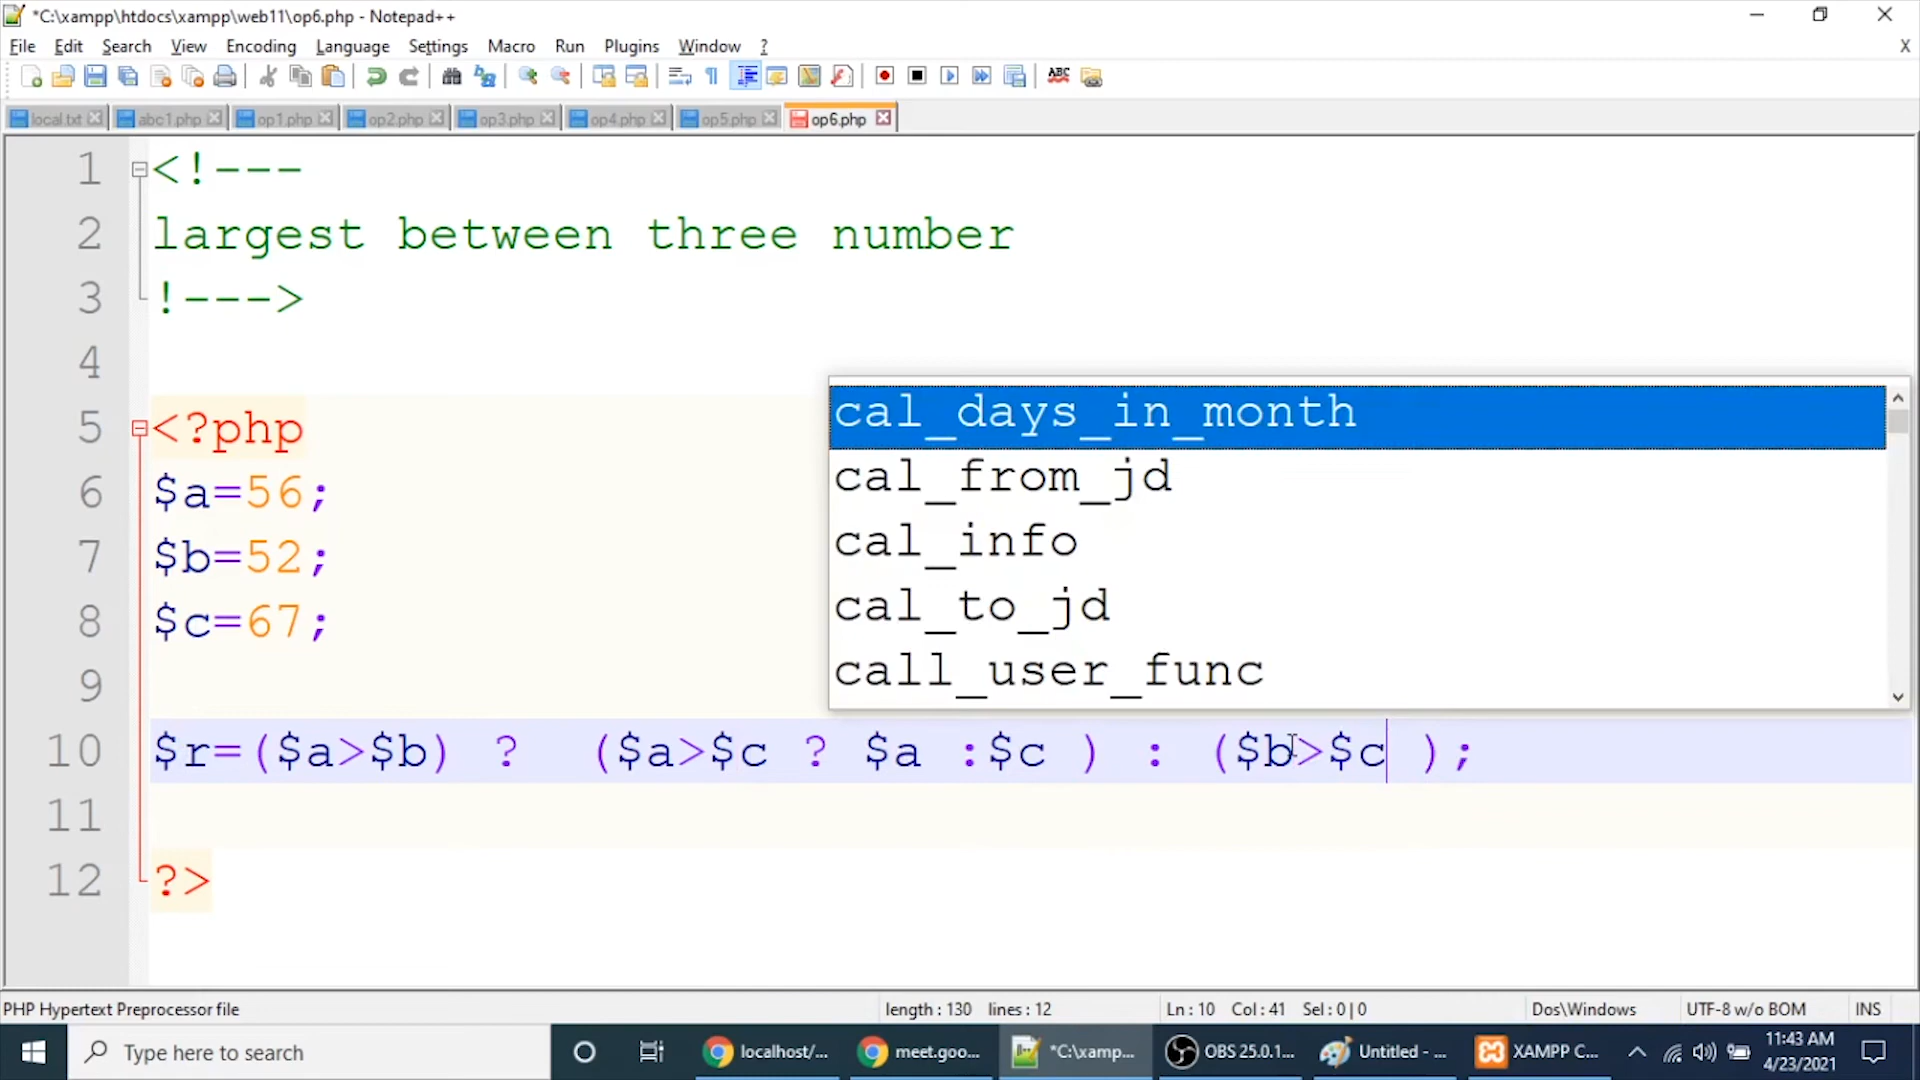 *C:\xampp\htdocs\xampp\web11\op6.php - Notepad++
File Edit Search View Encoding Language Settings Macro Run Plugins Window ? X
ABC
local.txt abc1.php op1.php op2.php op3.php op4.php op5.php op6.php
1 <!---
2 largest between three number
3 !--->
4
5 <?php
6 $a=56;
7 $b=52;
8 $c=67;
9
10 $r=($a>$b) ?  ($a>$c ? $a :$c ) : ($b>$c );
11
12 ?>
cal_days_in_month
cal_from_jd
cal_info
cal_to_jd
call_user_func
PHP Hypertext Preprocessor file length : 130 lines : 12 Ln : 10 Col : 41 Sel : 0 | 0 Dos\Windows UTF-8 w/o BOM INS
Type here to search localhost/... meet.goo... *C:\xamp... OBS 25.0.1... Untitled - ... XAMPP C... 11:43 AM
4/23/2021